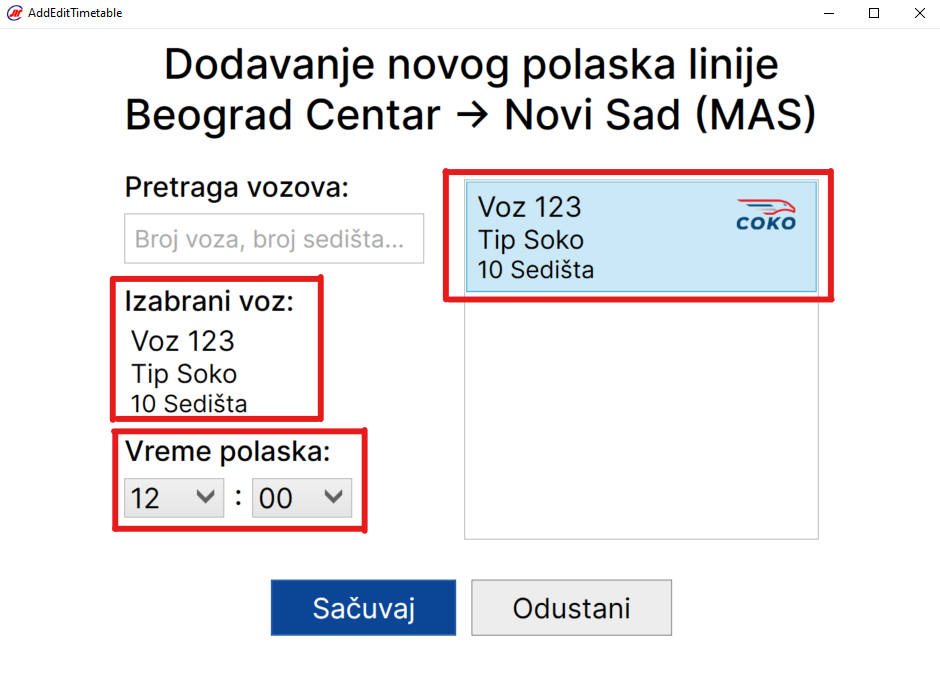 AddEditTimetable
Dodavanje novog polaska linije
Beograd Centar → Novi Sad (MAS)
Pretraga vozova:
Broj voza, broj sedišta...
Izabrani voz:
Voz 123
Tip Soko
10 Sedišta
Vreme polaska:
12 : 00
Voz 123
Tip Soko
10 Sedišta
СОКО
Sačuvaj
Odustani